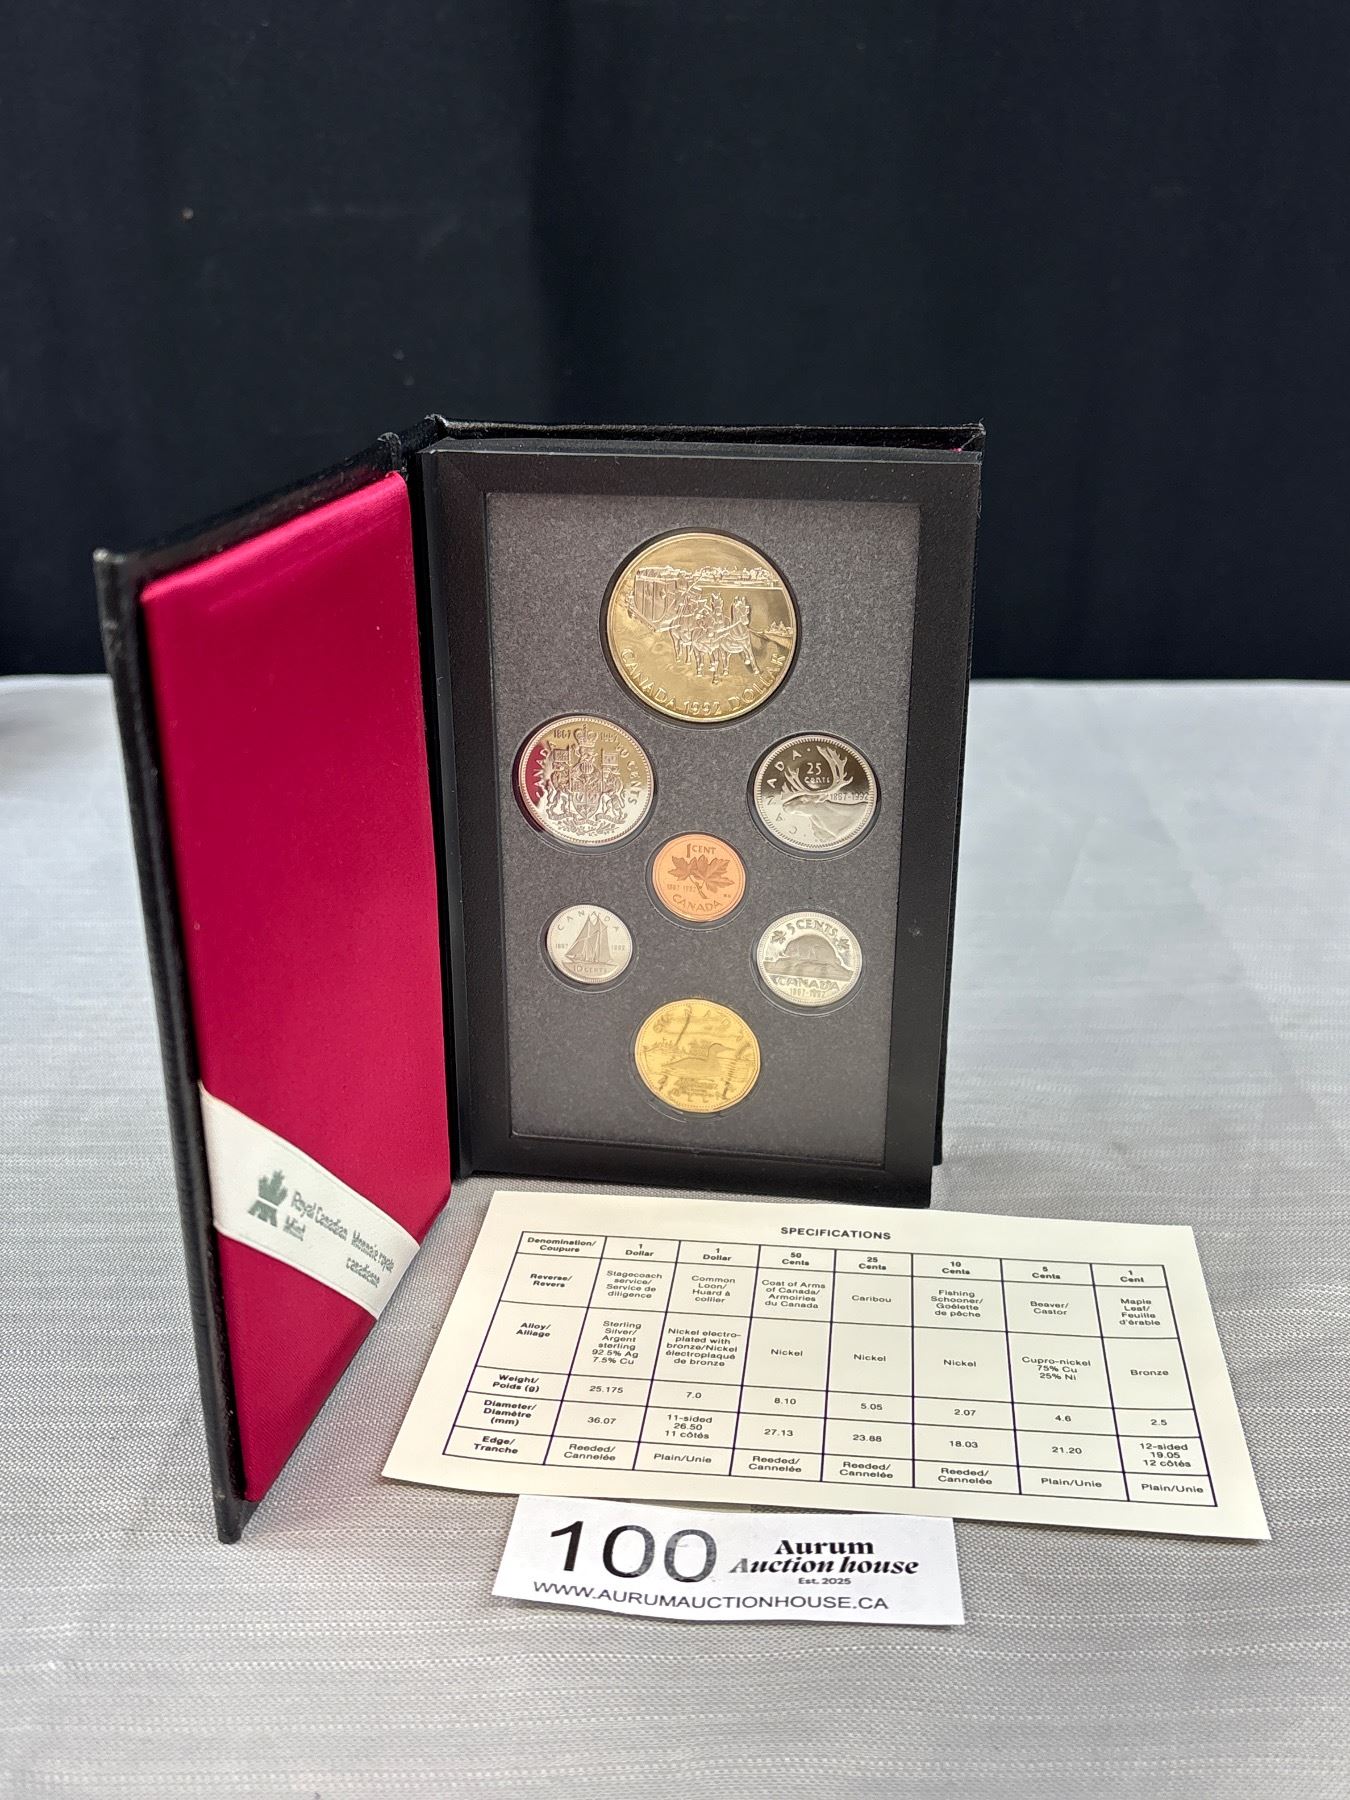 CANADA 1992 DOLLAR
1867 1992
CANADA 50 CENTS
CANADA
25
cents
1867-1992
1 CENT
1867 1992
CANADA
CANADA
1867 1992
10 CENTS
5 CENTS
CANADA
1867-1992
Royal Canadian Mint
Monnaie royale canadienne
SPECIFICATIONS
Denomination/ Coupure 1 Dollar 1 Dollar 50 Cents 25 Cents 10 Cents 5 Cents 1 Cent
Reverse/ Revers Stagecoach service/ Service de diligence Common Loon/ Huard à collier Coat of Arms of Canada/ Armoiries du Canada Caribou Fishing Schooner/ Goélette de pêche Beaver/ Castor Maple Leaf/ Feuille d'érable
Alloy/ Alliage Sterling Silver/ Argent sterling 92.5% Ag 7.5% Cu Nickel electro-plated with bronze/Nickel électroplaqué de bronze Nickel Nickel Nickel Cupro-nickel 75% Cu 25% Ni Bronze
Weight/ Poids (g) 25.175 7.0 8.10 5.05 2.07 4.6 2.5
Diameter/ Diamètre (mm) 36.07 11-sided 26.50 11 côtés 27.13 23.88 18.03 21.20 12-sided 19.05 12 côtés
Edge/ Tranche Reeded/ Cannelée Plain/Unie Reeded/ Cannelée Reeded/ Cannelée Reeded/ Cannelée Plain/Unie Plain/Unie
100
Aurum
Auction house
Est. 2025
WWW.AURUMAUCTIONHOUSE.CA